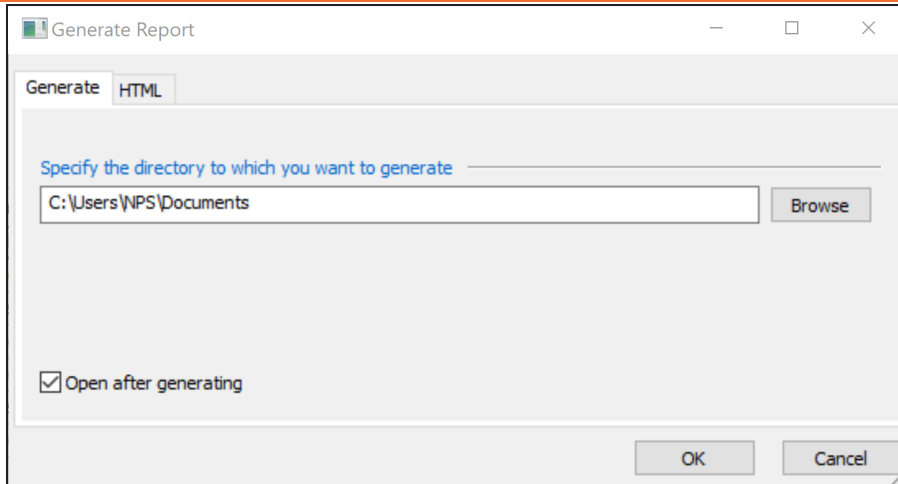 Generate Report
Generate HTML
Specify the directory to which you want to generate
C:\Users\NPS\Documents Browse
Open after generating
OK Cancel